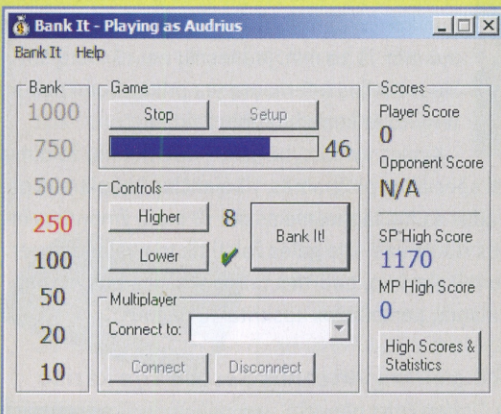 Bank It - Playing as Audrius
Bank It Help
Bank
1000
750
500
250
100
50
20
10
Game
Stop Setup
46
Controls
Higher 8
Lower
Bank It!
Multiplayer
Connect to:
Connect Disconnect
Scores
Player Score
0
Opponent Score
N/A
SP High Score
1170
MP High Score
0
High Scores &
Statistics